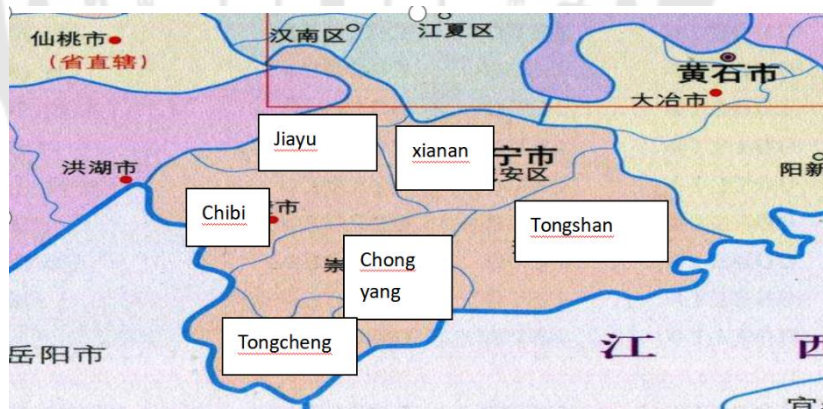 仙桃市
(省直辖)
汉南区
江夏区
黄石市
大冶市
Jiayu
xianan
宁市
安区
洪湖市
阳新
Chibi
市
Tongshan
崇
Chong
yang
Tongcheng
岳阳市
江
西